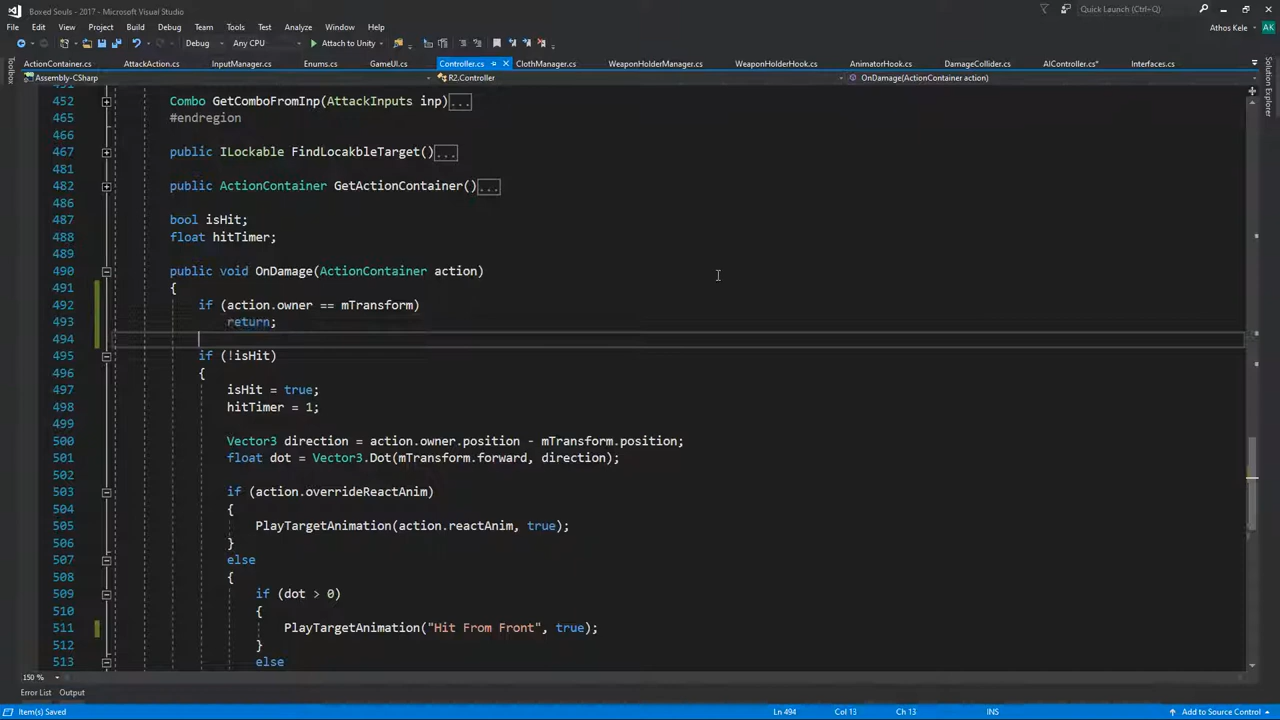 Boxed Souls - 2017 - Microsoft Visual Studio
Quick Launch (Ctrl+Q)
File Edit View Project Build Debug Team Tools Test Analyze Window Help
Athos Kele AK
Debug Any CPU Attach to Unity
ActionContainer.cs AttackAction.cs InputManager.cs Enums.cs GameUI.cs Controller.cs ClothManager.cs WeaponHolderManager.cs WeaponHolderHook.cs AnimatorHook.cs DamageCollider.cs AIController.cs* Interfaces.cs
Assembly-CSharp R2.Controller OnDamage(ActionContainer action)
Toolbox
Solution Explorer
451
452 Combo GetComboFromInp(AttackInputs inp)...
465 #endregion
466
467 public ILockable FindLocakbleTarget()...
481
482 public ActionContainer GetActionContainer()...
486
487 bool isHit;
488 float hitTimer;
489
490 public void OnDamage(ActionContainer action)
491 {
492 if (action.owner == mTransform)
493 return;
494
495 if (!isHit)
496 {
497 isHit = true;
498 hitTimer = 1;
499
500 Vector3 direction = action.owner.position - mTransform.position;
501 float dot = Vector3.Dot(mTransform.forward, direction);
502
503 if (action.overrideReactAnim)
504 {
505 PlayTargetAnimation(action.reactAnim, true);
506 }
507 else
508 {
509 if (dot > 0)
510 {
511 PlayTargetAnimation("Hit From Front", true);
512 }
513 else
150 %
Error List Output
Item(s) Saved Ln 494 Col 13 Ch 13 INS Add to Source Control